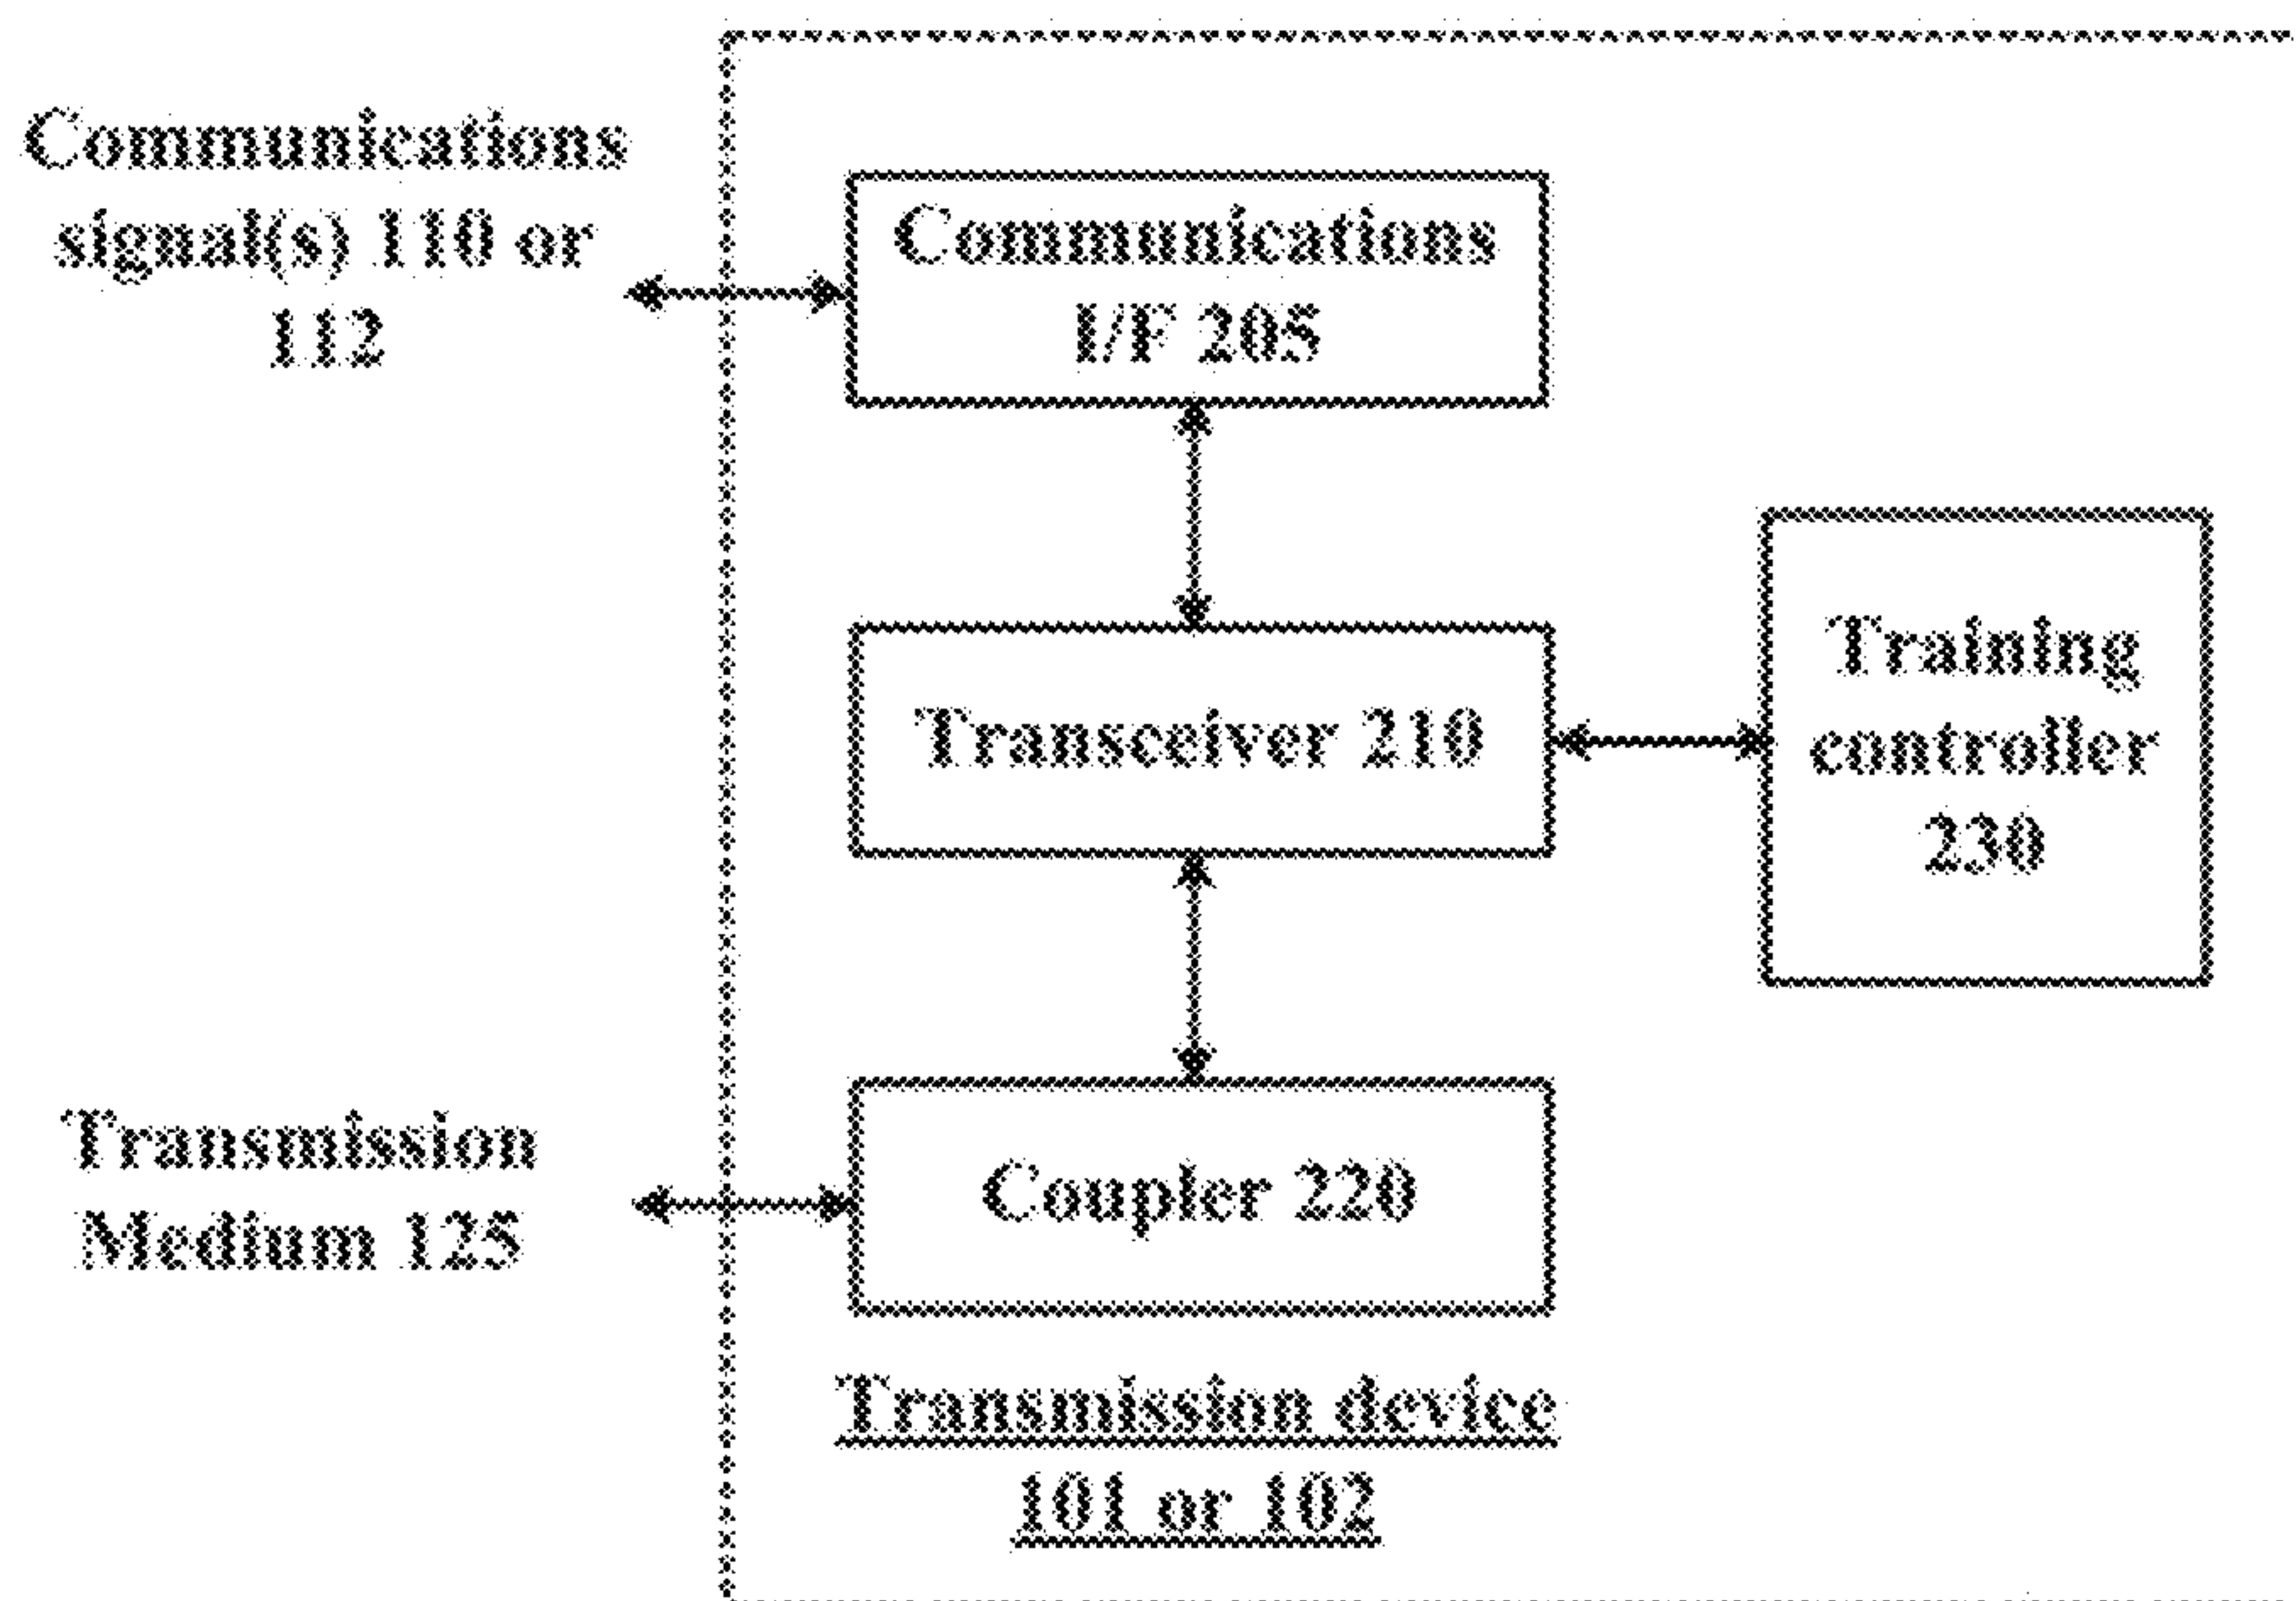 Communications
signal(s) 110 or
112
Communications
I/F 205
Transceiver 210
Training
controller
230
Transmission
Medium 125
Coupler 220
Transmission device
101 or 102